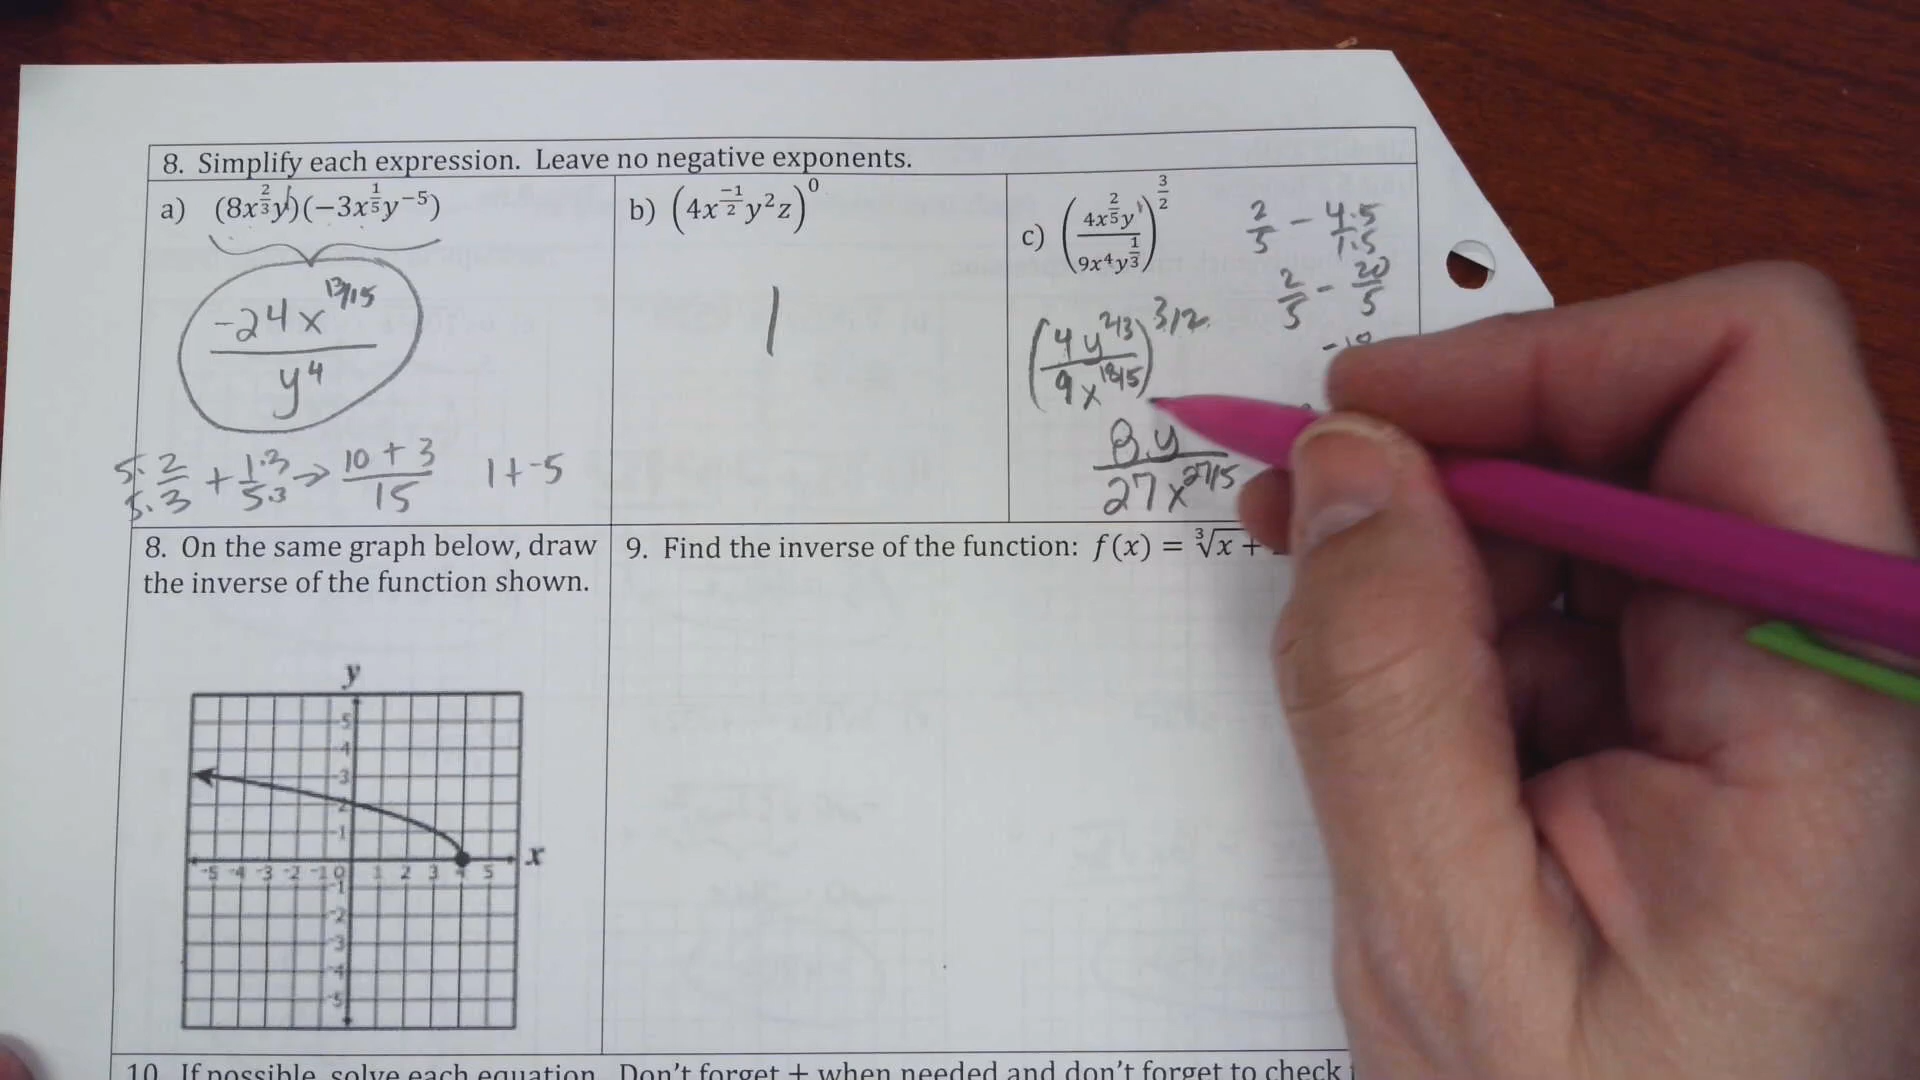 8. Simplify each expression. Leave no negative exponents.
a) (8x^{2/3}y^1)(−3x^{1/5}y^{−5})
-24x^{13/15}
y^4
5·2/5·3 + 1·3/5·3 → 10 + 3/15   1 + -5
b) (4x^{-1/2}y^2z)^0
1
c) (4x^{2/5}y^1/9x^4y^{1/3})^{3/2}
2/5 - 4·5/1·5
2/5 - 20/5
(4y^{2/3}/9x^{18/5})^{3/2}
8y
27x^{27/5}
8. On the same graph below, draw
the inverse of the function shown.
y
5
4
3
2
1
-5 -4 -3 -2 -1 0 1 2 3 4 5 x
-1
-2
-3
-4
-5
9. Find the inverse of the function: f(x) = ∛x +
10. If possible, solve each equation. Don't forget ± when needed and don't forget to check